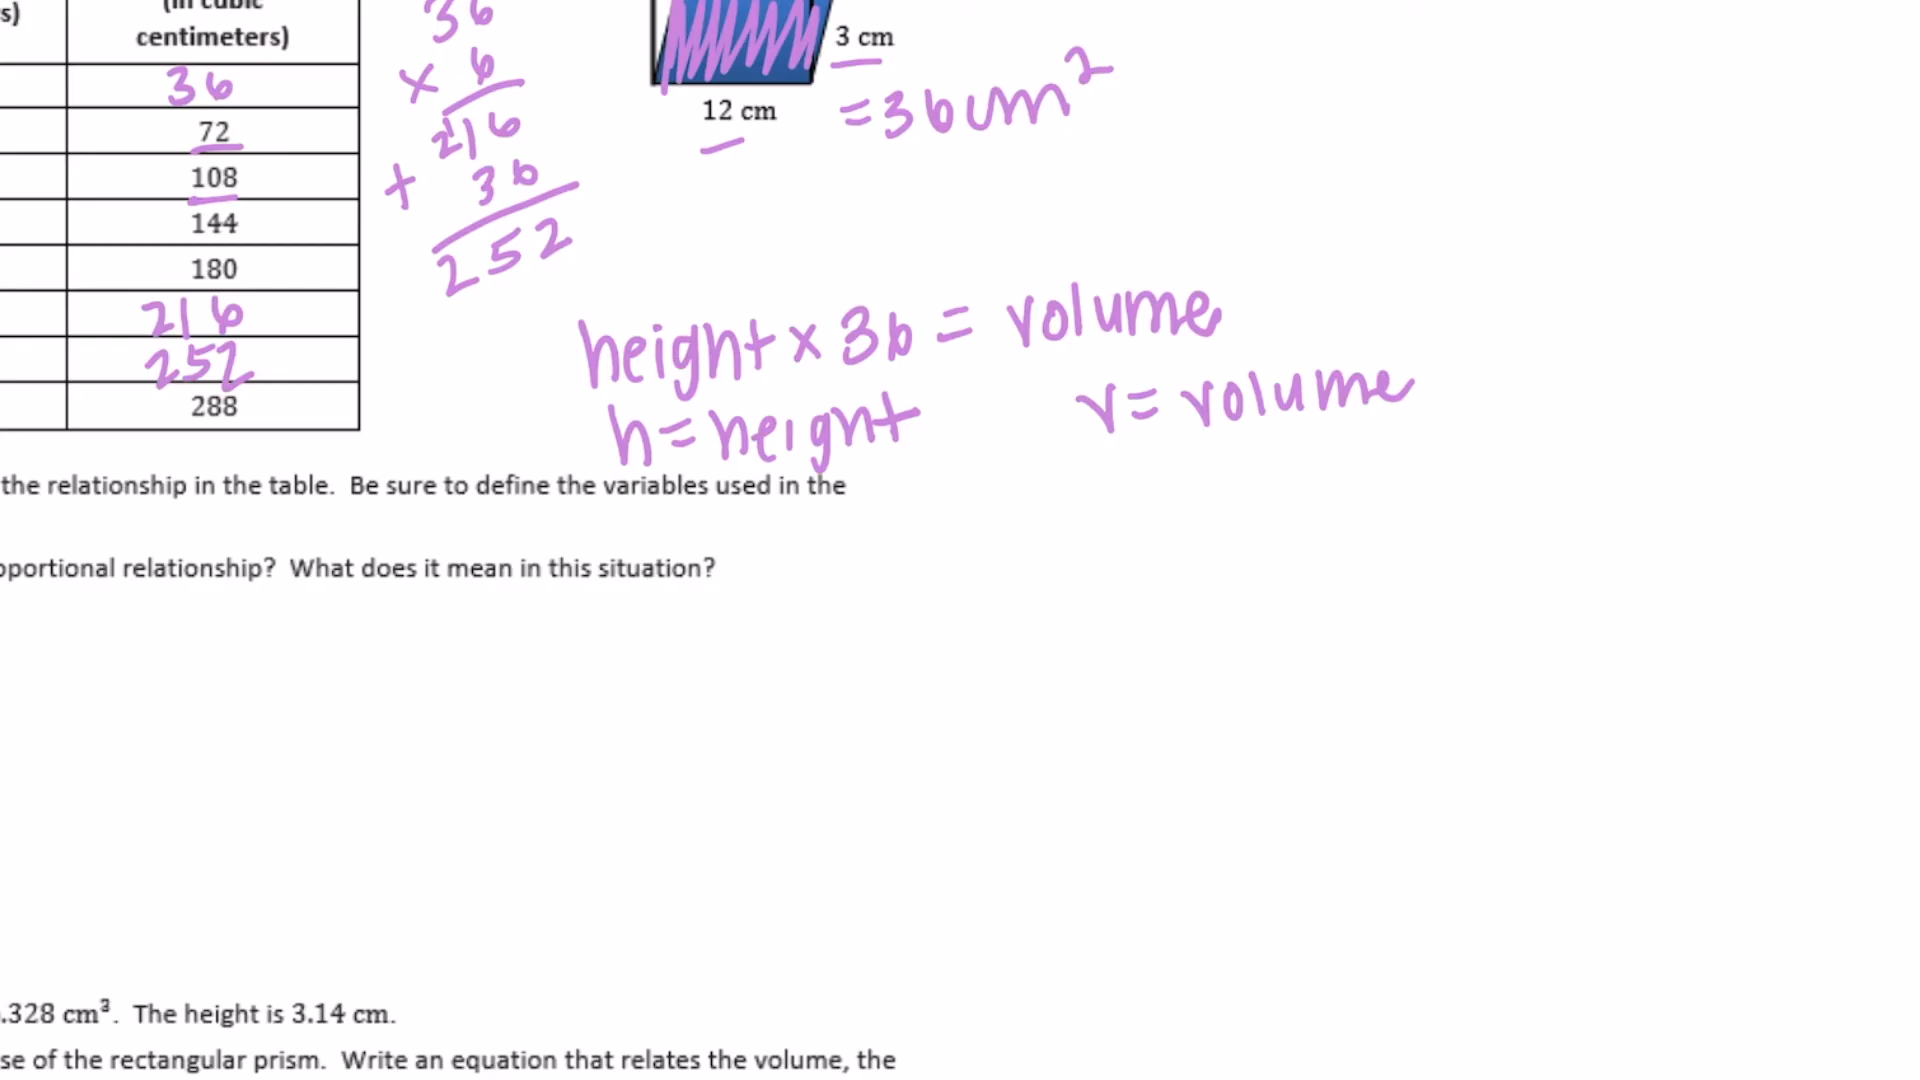 s)
(in cubic
centimeters)
36
72
108
144
180
216
252
288
36
x 6
216
+ 36
252
3 cm
12 cm
= 36 cm²
height x 36 = volume
h = height
v = volume
the relationship in the table. Be sure to define the variables used in the
oportional relationship? What does it mean in this situation?
.328 cm³. The height is 3.14 cm.
se of the rectangular prism. Write an equation that relates the volume, the